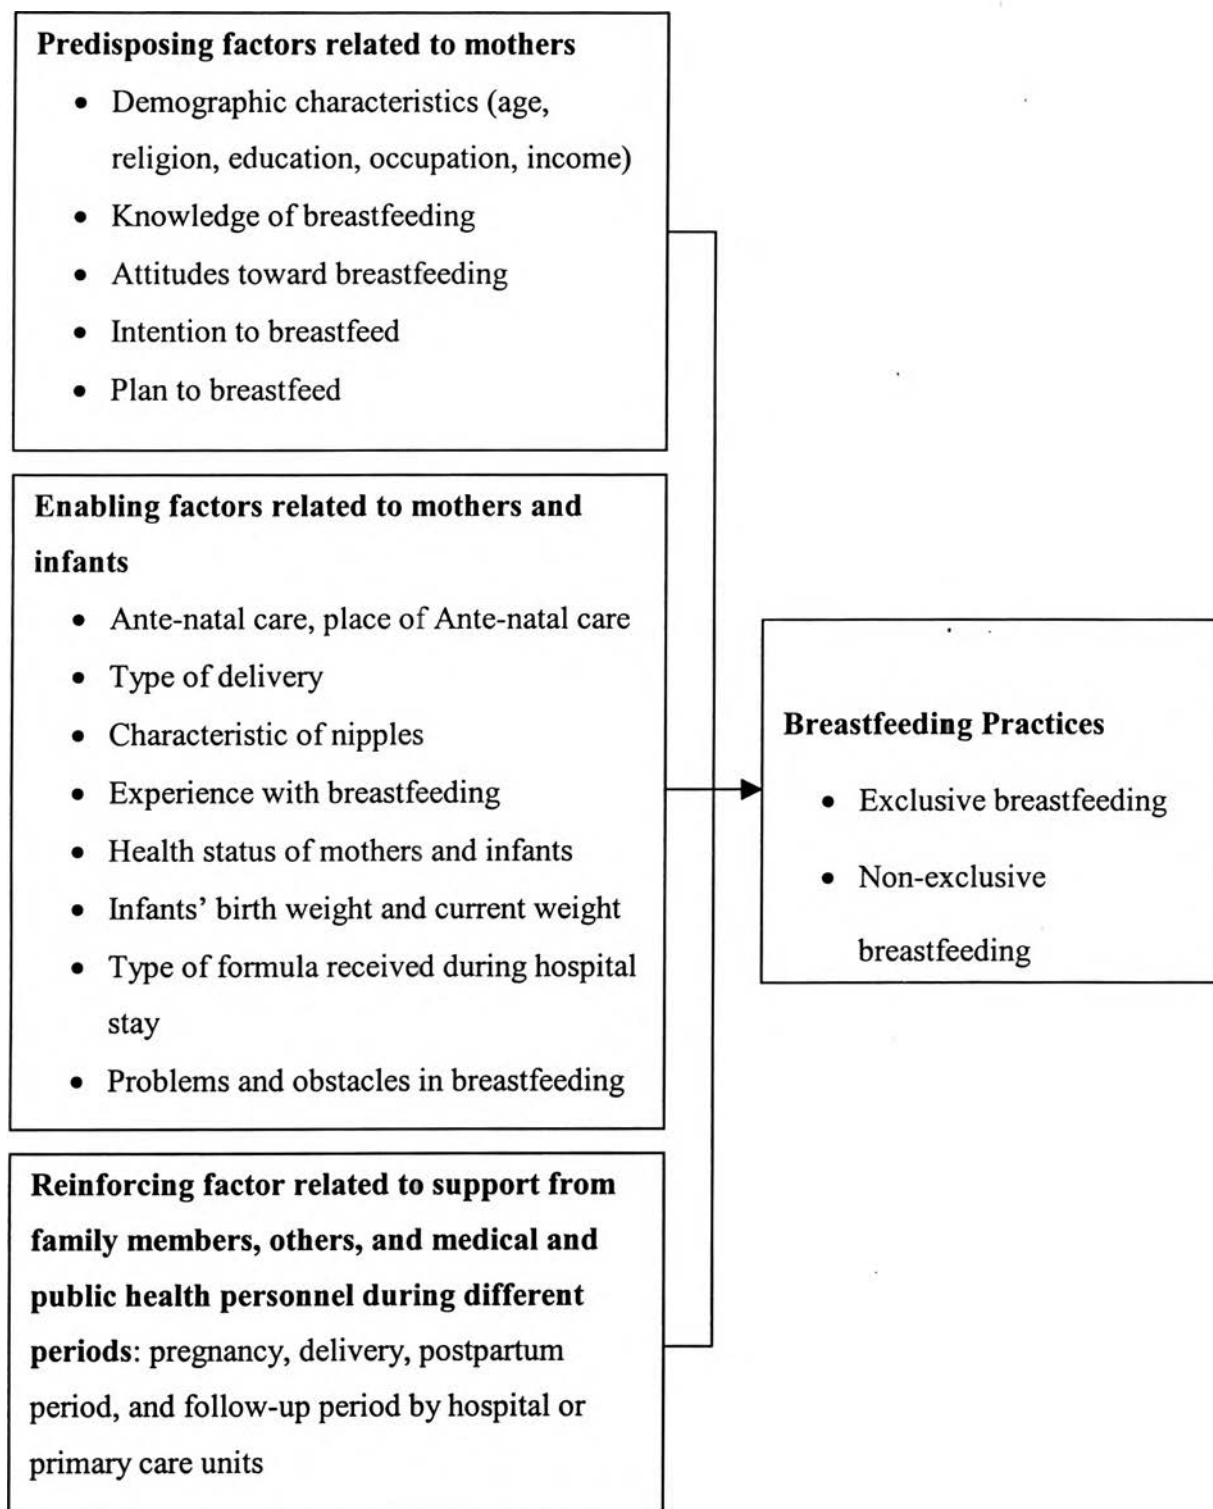 Predisposing factors related to mothers
• Demographic characteristics (age,
religion, education, occupation, income)
• Knowledge of breastfeeding
• Attitudes toward breastfeeding
• Intention to breastfeed
• Plan to breastfeed
Enabling factors related to mothers and
infants
• Ante-natal care, place of Ante-natal care
• Type of delivery
• Characteristic of nipples
• Experience with breastfeeding
• Health status of mothers and infants
• Infants' birth weight and current weight
• Type of formula received during hospital
stay
• Problems and obstacles in breastfeeding
Reinforcing factor related to support from
family members, others, and medical and
public health personnel during different
periods: pregnancy, delivery, postpartum
period, and follow-up period by hospital or
primary care units
Breastfeeding Practices
• Exclusive breastfeeding
• Non-exclusive
breastfeeding